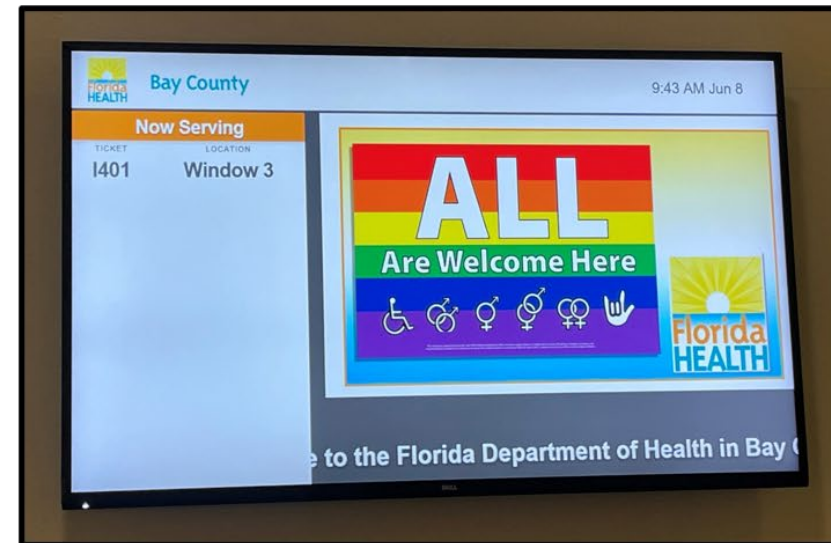 Florida
HEALTH
Bay County
9:43 AM Jun 8
Now Serving
TICKET LOCATION
I401 Window 3
ALL
Are Welcome Here
Florida
HEALTH
to the Florida Department of Health in Bay
DELL